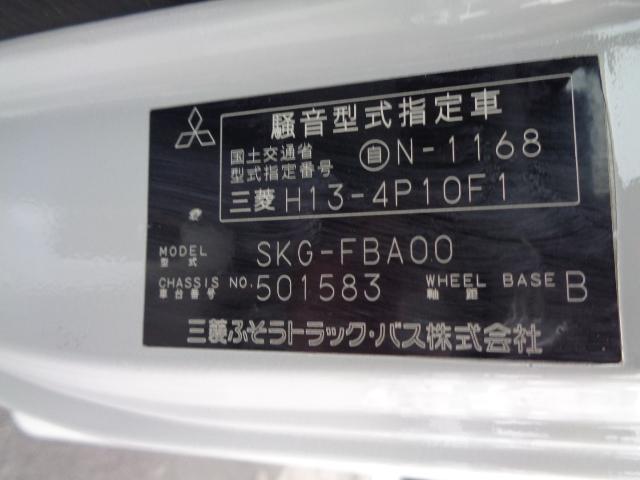 騒音型式指定車
国土交通省
型式指定番号 自N-1168
三菱 H13-4P10F1
MODEL
型式 SKG-FBA00
CHASSIS NO.
車台番号 501583 WHEEL BASE
軸距 B
三菱ふそうトラック・バス株式会社